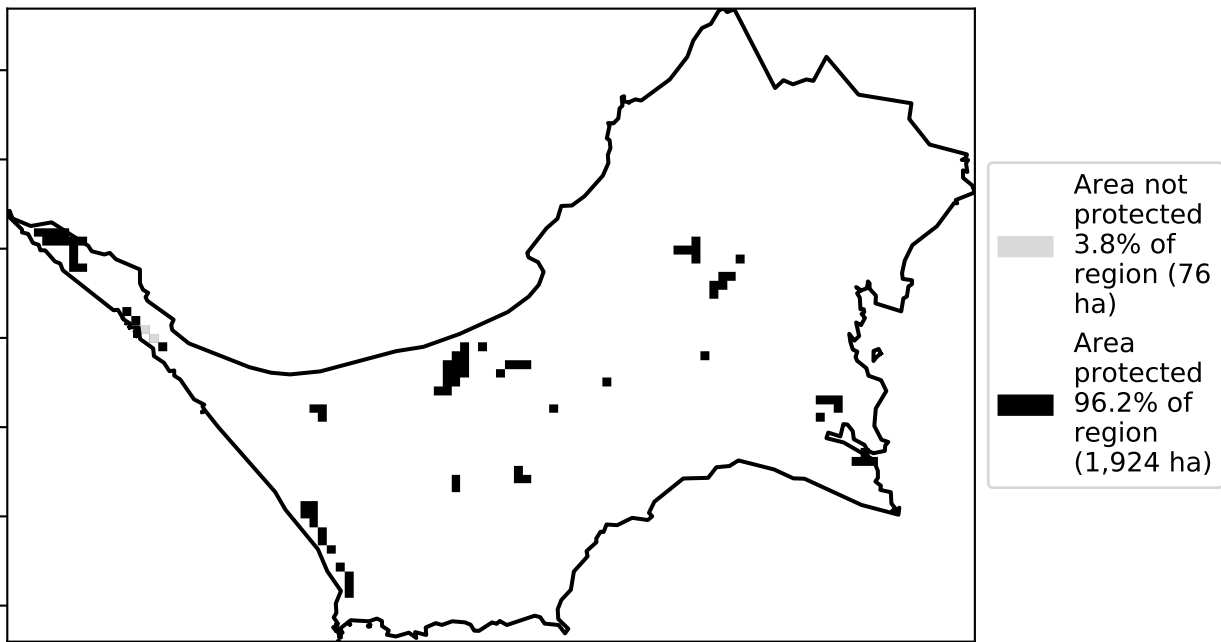 Area not
protected
3.8% of
region (76
ha)
Area
protected
96.2% of
region
(1,924 ha)